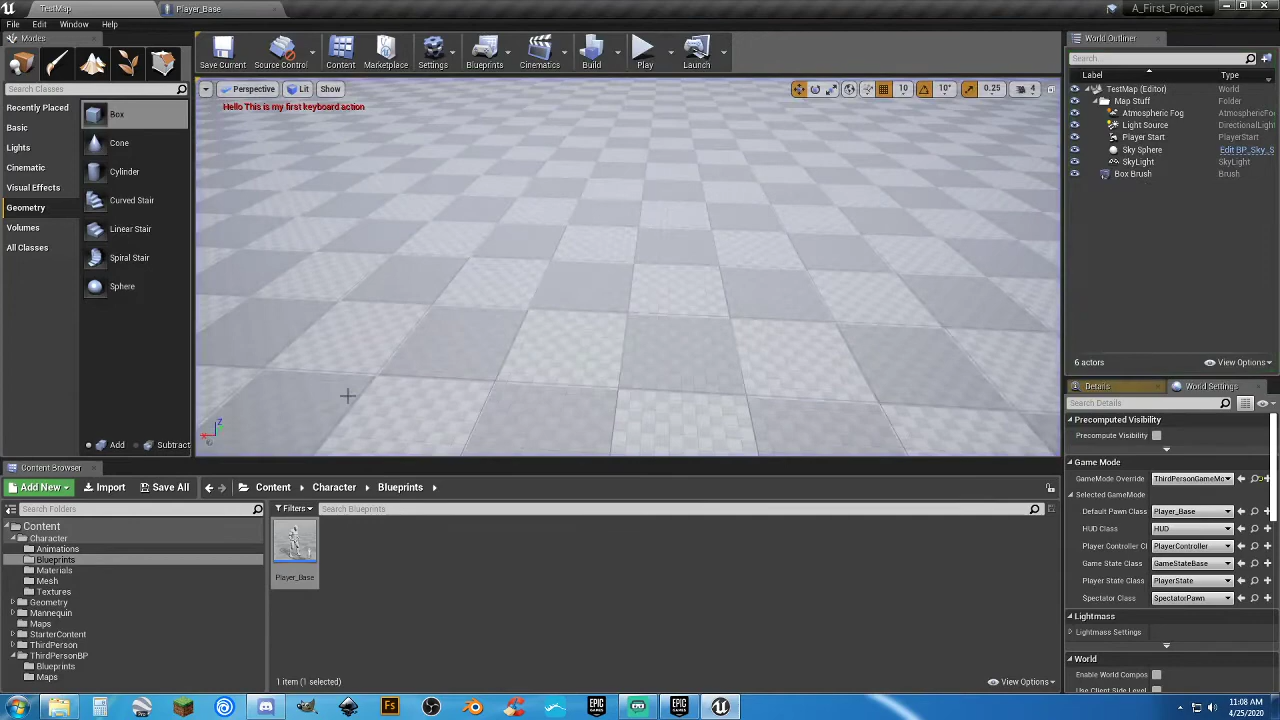 TestMap
Player_Base
A_First_Project
File
Edit
Window
Help
Modes
Search Classes
Recently Placed
Basic
Lights
Cinematic
Visual Effects
Geometry
Volumes
All Classes
Box
Cone
Cylinder
Curved Stair
Linear Stair
Spiral Stair
Sphere
Add
Subtract
Save Current
Source Control
Content
Marketplace
Settings
Blueprints
Cinematics
Build
Play
Launch
Perspective
Lit
Show
10
10°
0.25
4
Hello This is my first keyboard action
Z
X
World Outliner
Search...
Label
Type
TestMap (Editor)
World
Map Stuff
Folder
Atmospheric Fog
AtmosphericFo
Light Source
DirectionalLigh
Player Start
PlayerStart
Sky Sphere
Edit BP_Sky_S
SkyLight
SkyLight
Box Brush
Brush
6 actors
View Options
Details
World Settings
Search Details
Precomputed Visibility
Precompute Visibility
Game Mode
GameMode Override
ThirdPersonGameMo
Selected GameMode
Default Pawn Class
Player_Base
HUD Class
HUD
Player Controller Cl
PlayerController
Game State Class
GameStateBase
Player State Class
PlayerState
Spectator Class
SpectatorPawn
Lightmass
Lightmass Settings
World
Enable World Compos
Use Client Side Level
Content Browser
Add New
Import
Save All
Content
Character
Blueprints
Search Folders
Filters
Search Blueprints
Content
Character
Animations
Blueprints
Materials
Mesh
Textures
Geometry
Mannequin
Maps
StarterContent
ThirdPerson
ThirdPersonBP
Blueprints
Maps
Player_Base
1 item (1 selected)
View Options
Fs
EPIC
GAMES
EPIC
GAMES
11:08 AM
4/25/2020